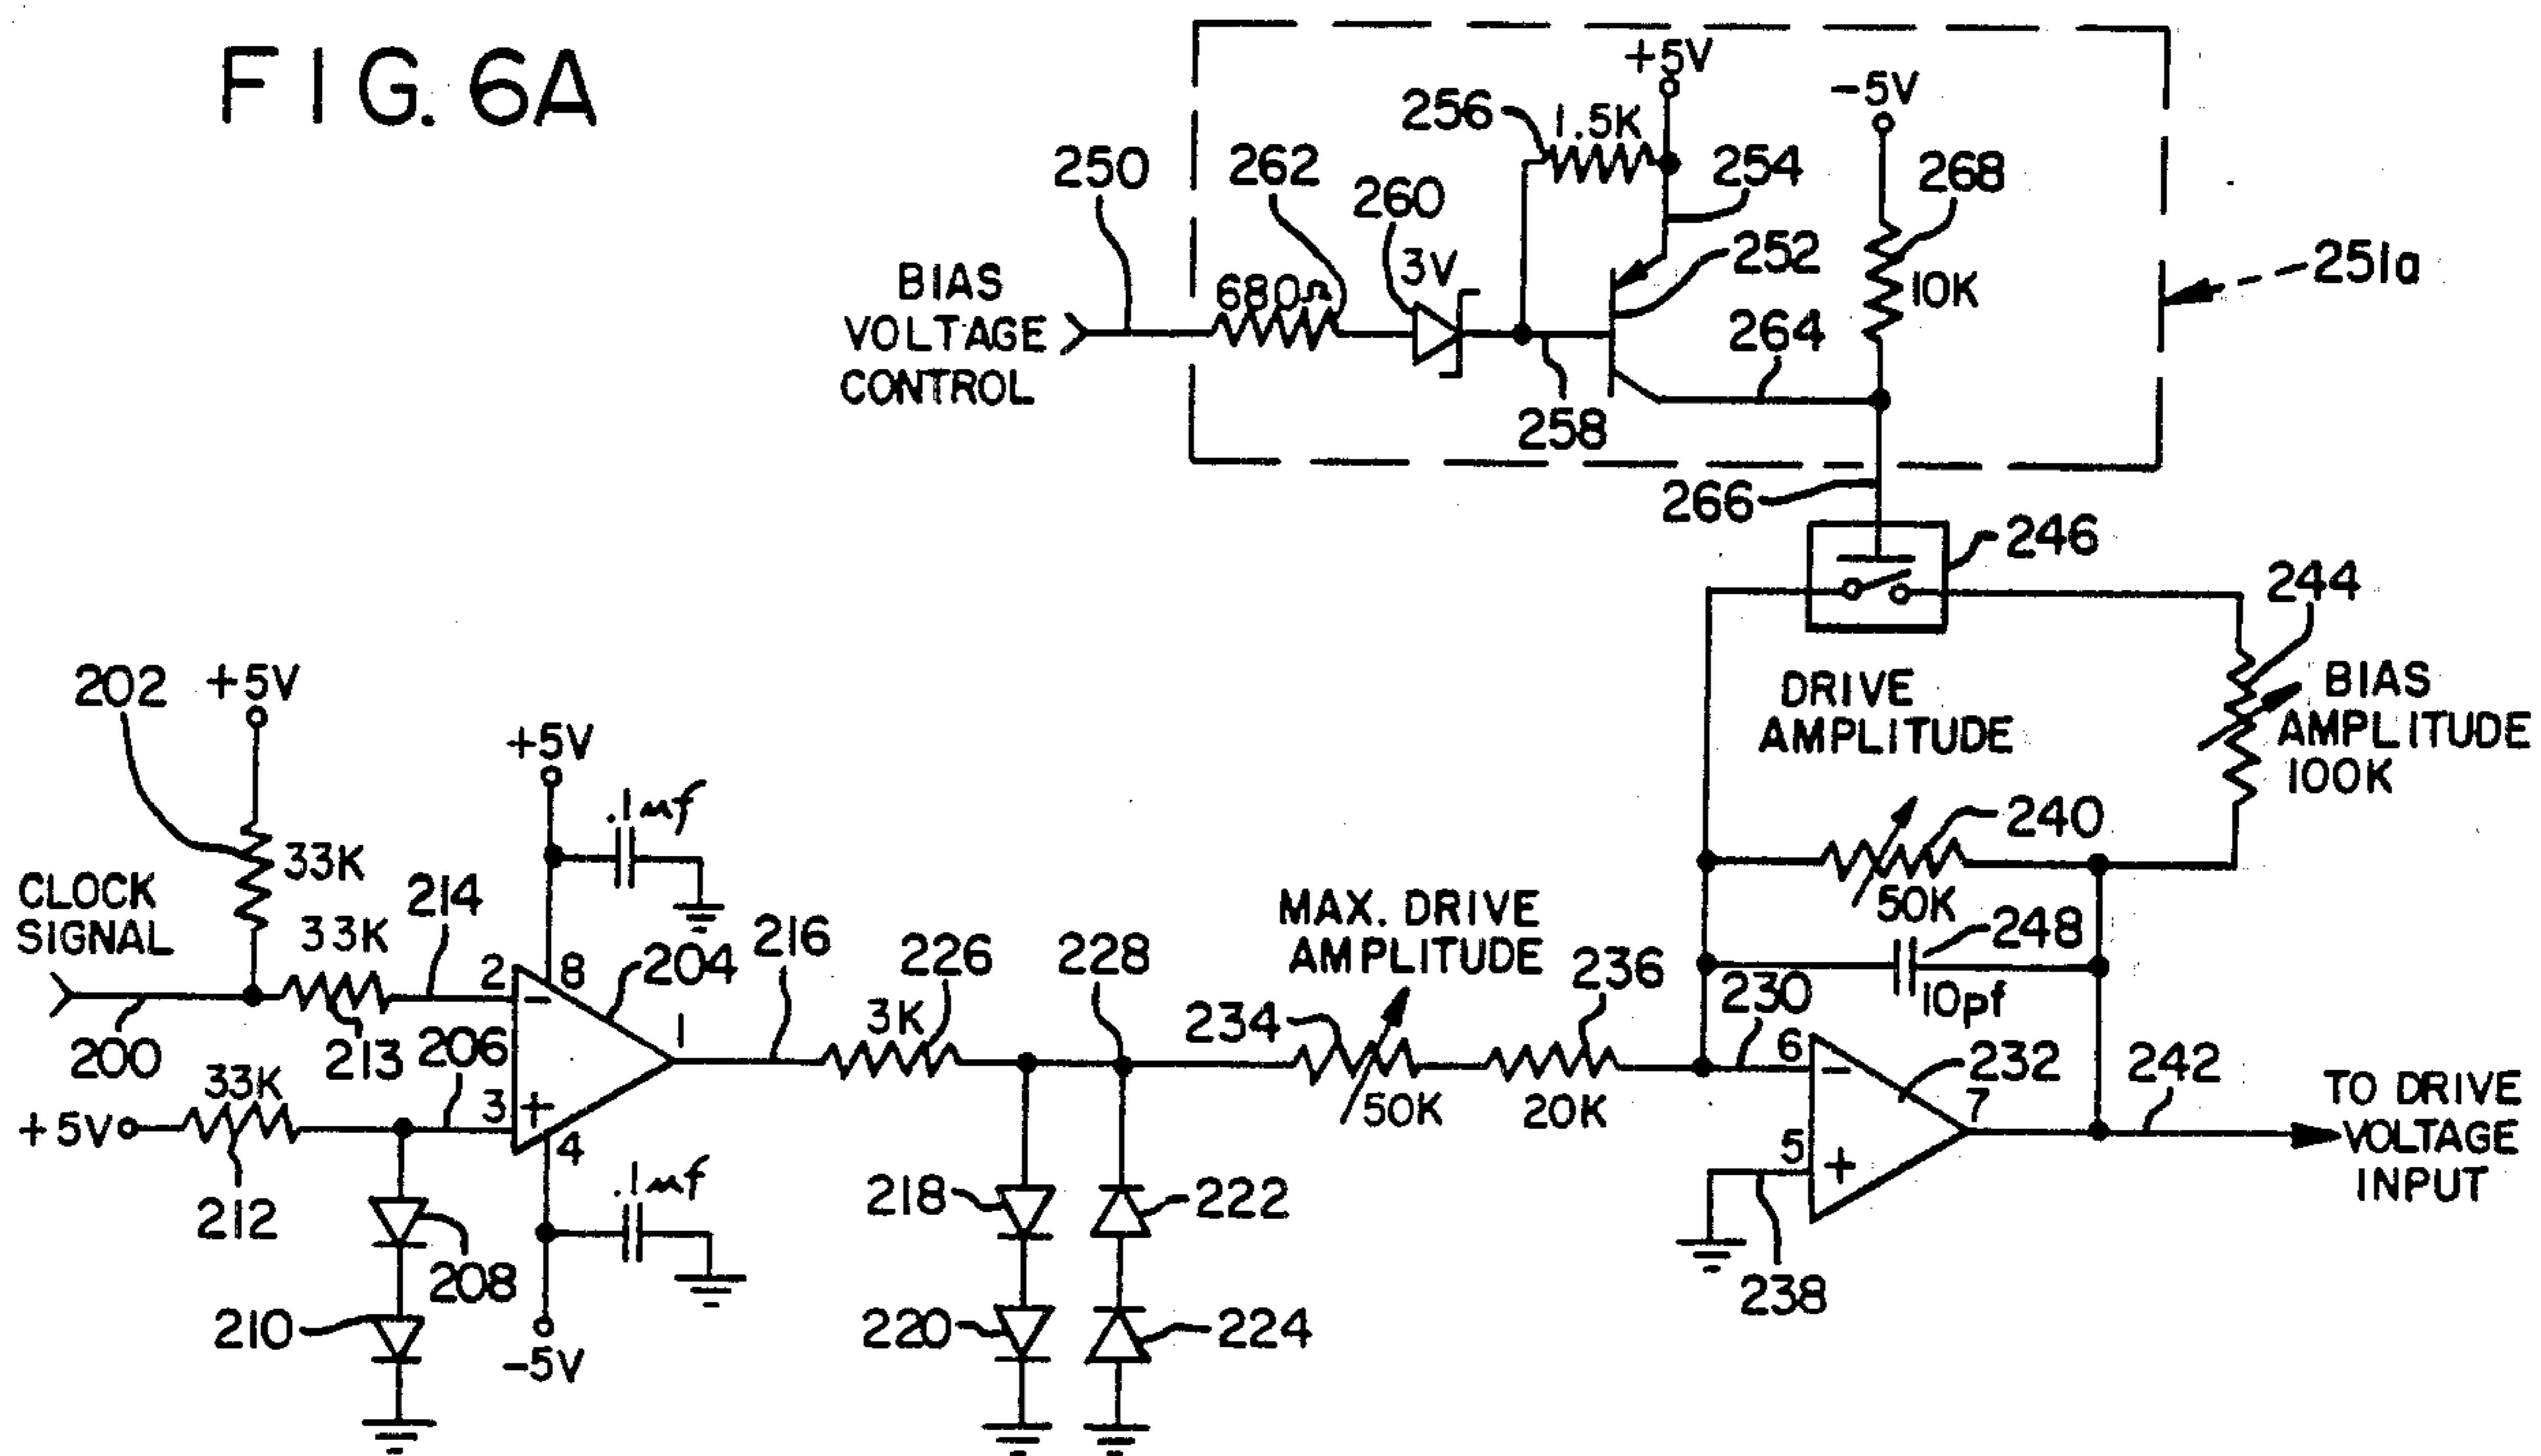 FIG. 6A
+5V
-5V
256
1.5K
254
268
250
262
260
3V
252
10K
251a
680Ω
264
BIAS
VOLTAGE
CONTROL
258
266
246
244
BIAS
AMPLITUDE
100K
DRIVE
AMPLITUDE
240
50K
248
10pf
202
+5V
33K
+5V
.1µf
CLOCK
SIGNAL
200
33K
213
214
2
8
204
1
216
226
3K
228
MAX. DRIVE
AMPLITUDE
234
50K
236
20K
230
6
232
7
242
TO DRIVE
VOLTAGE
INPUT
5
238
+5V
33K
212
206
3
4
.1µf
-5V
208
210
218
222
220
224
-
+
-
+